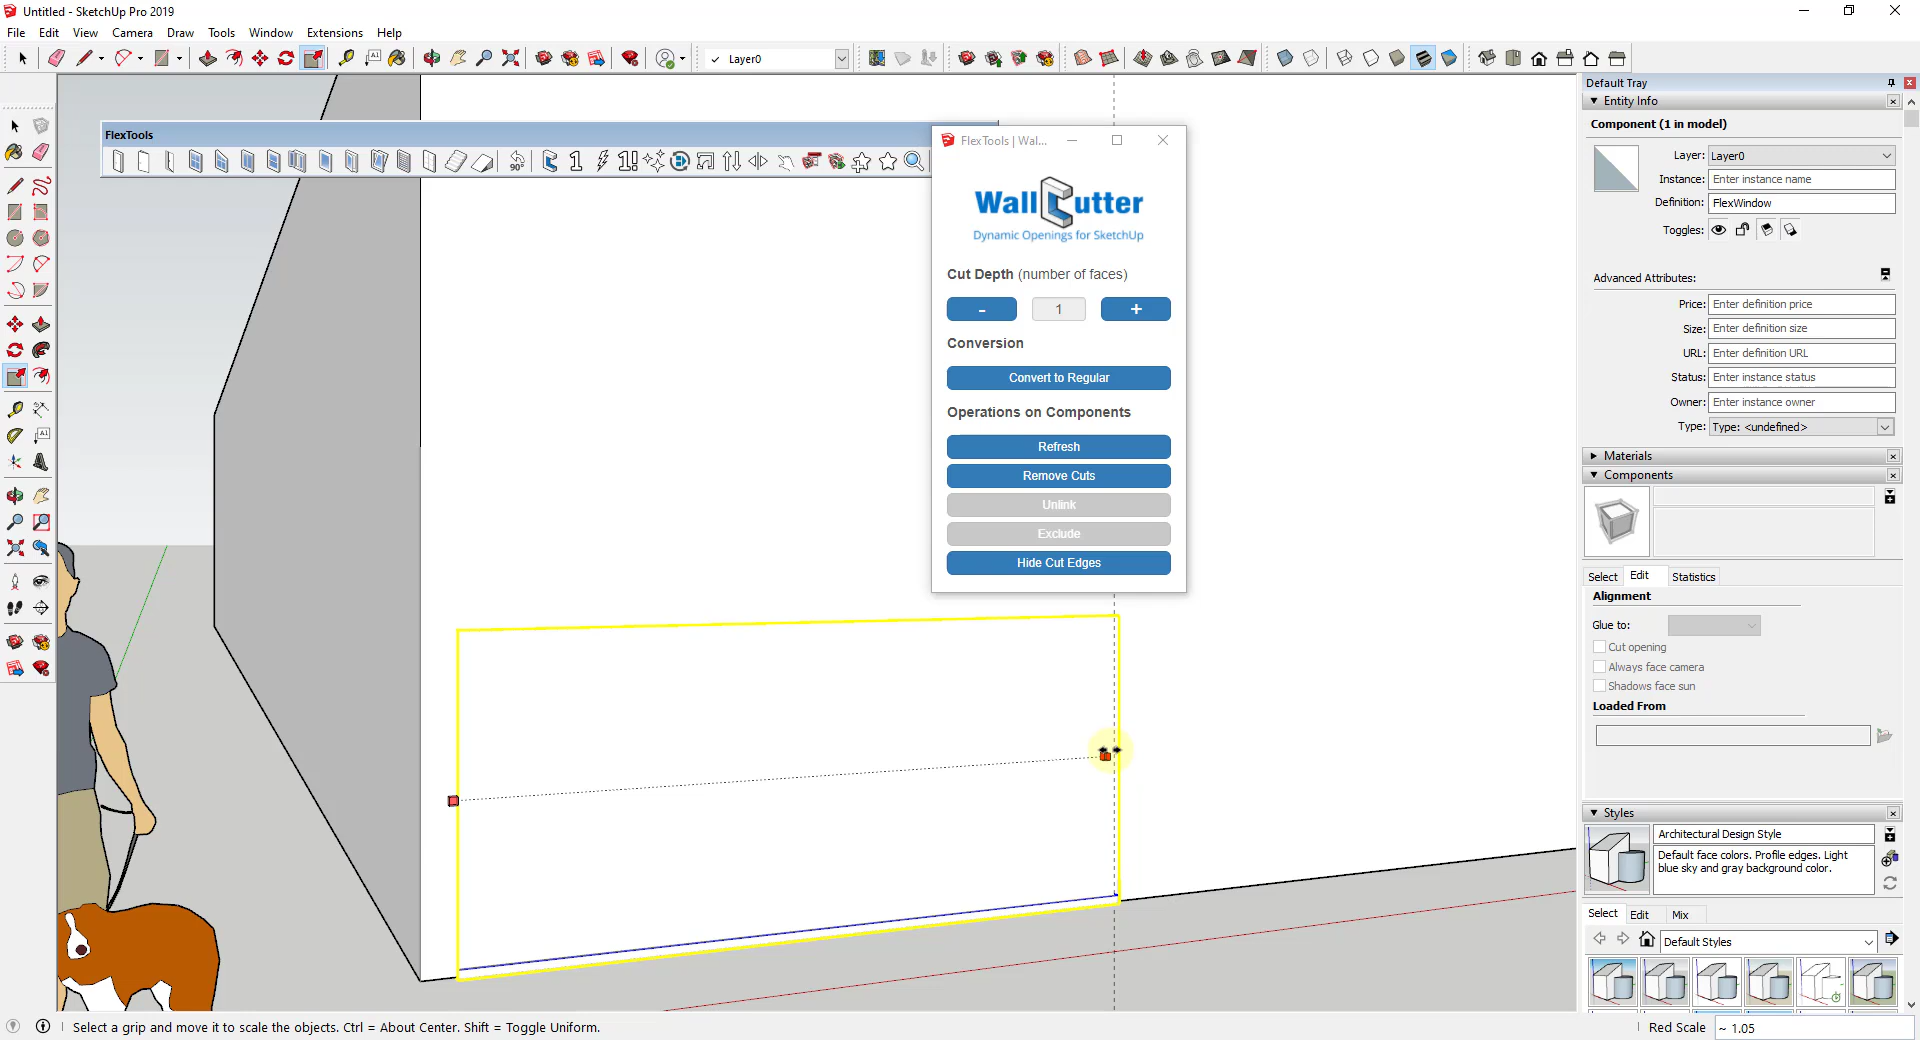 Untitled - SketchUp Pro 2019
File Edit View Camera Draw Tools Window Extensions Help
A1
✓ Layer0
Default Tray
Entity Info
Component (1 in model)
Layer: Layer0
Instance: Enter instance name
Definition: FlexWindow
Toggles:
Advanced Attributes:
Price: Enter definition price
Size: Enter definition size
URL: Enter definition URL
Status: Enter instance status
Owner: Enter instance owner
Type: Type: <undefined>
Materials
Components
Select Edit Statistics
Alignment
Glue to:
Cut opening
Always face camera
Shadows face sun
Loaded From
Styles
Architectural Design Style
Default face colors. Profile edges. Light
blue sky and gray background color.
Select Edit Mix
Default Styles
FlexTools
90°
1
1!
A1
FlexTools | Wal...
WallCutter
Dynamic Openings for SketchUp
Cut Depth (number of faces)
- 1 +
Conversion
Convert to Regular
Operations on Components
Refresh
Remove Cuts
Unlink
Exclude
Hide Cut Edges
Select a grip and move it to scale the objects. Ctrl = About Center. Shift = Toggle Uniform.
Red Scale ~ 1.05